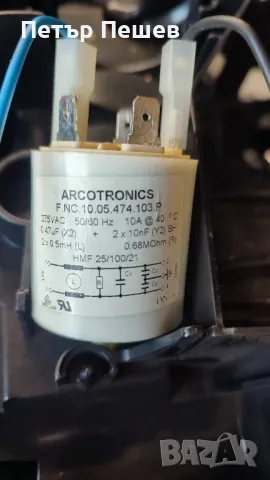 Петър Пешев
ARCOTRONICS
F.NC.10.05.474.103.P
275VAC 50/60 Hz 10A @ 40 °C
0.47µF (X2) + 2 x 10nF (Y2)
2 x 0.5mH (L) 0.68MOhm (R)
HMF 25/100/21
L
R
BAZAR